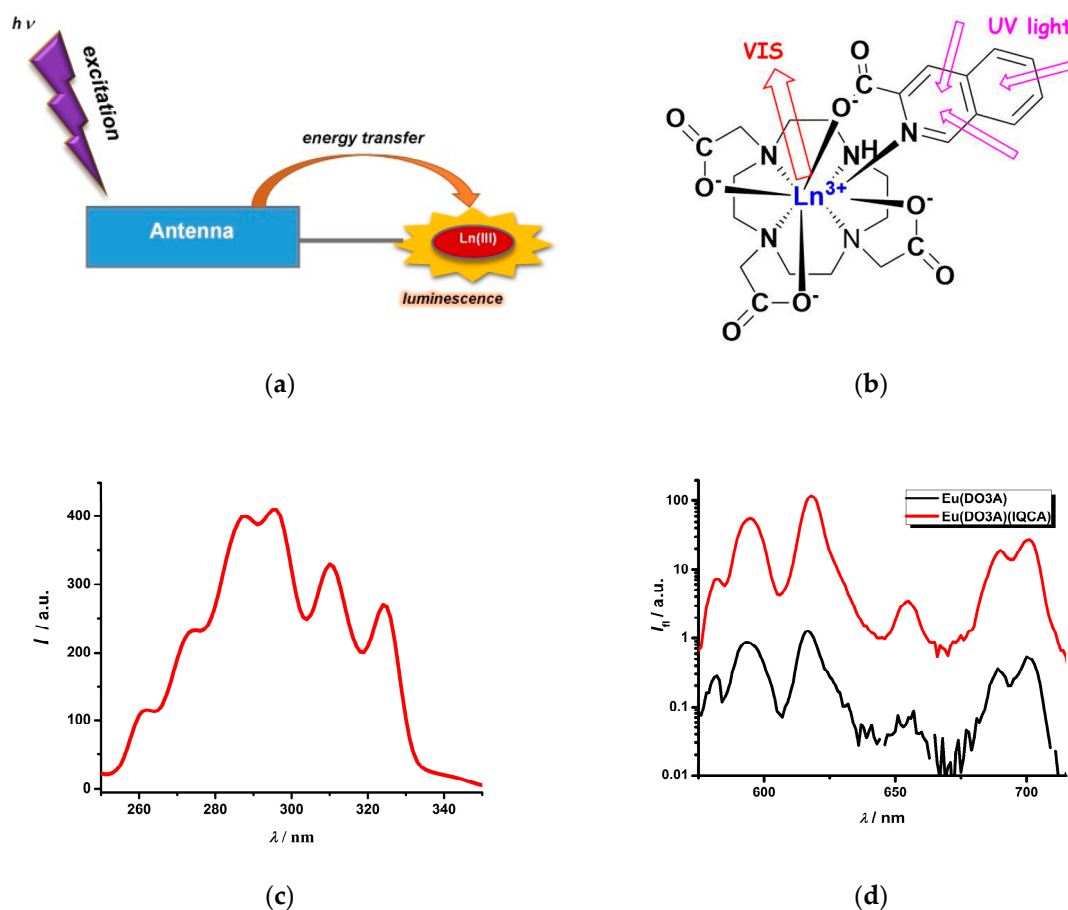 hν
excitation
energy transfer
Antenna
Ln(III)
luminescence
(a)
VIS
UV light
O
O-
N
NH
N
O
O-
Ln3+
O-
O
N
N
O-
O
(b)
I / a.u.
400
300
200
100
0
260 280 300 320 340
λ / nm
(c)
Ifl / a.u.
100
10
1
0.1
0.01
Eu(DO3A)
Eu(DO3A)(IQCA)
600 650 700
λ / nm
(d)